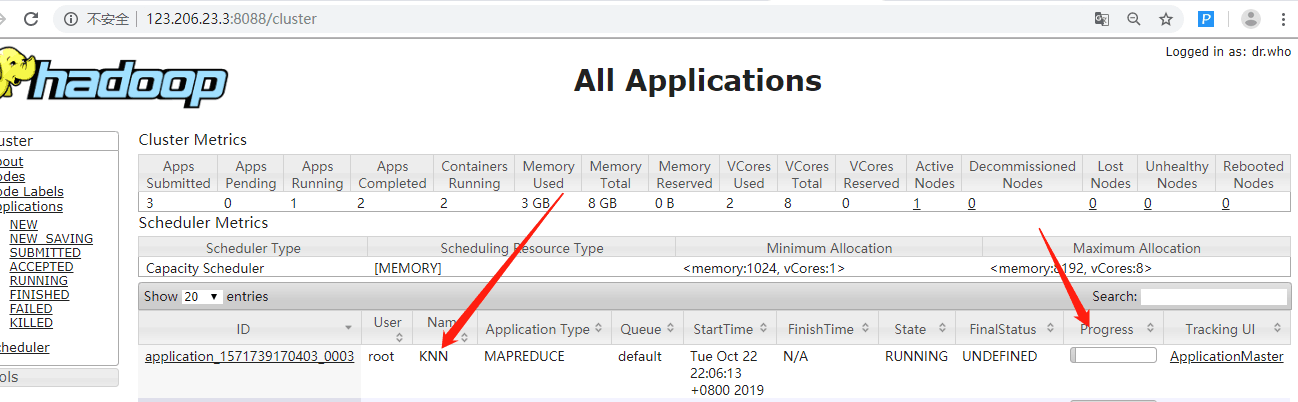 不安全 | 123.206.23.3:8088/cluster
Logged in as: dr.who
hadoop
All Applications
uster
out
odes
ode Labels
plications
NEW
NEW_SAVING
SUBMITTED
ACCEPTED
RUNNING
FINISHED
FAILED
KILLED
cheduler
ols
Cluster Metrics
Apps Submitted Apps Pending Apps Running Apps Completed Containers Running Memory Used Memory Total Memory Reserved VCores Used VCores Total VCores Reserved Active Nodes Decommissioned Nodes Lost Nodes Unhealthy Nodes Rebooted Nodes
3 0 1 2 2 3 GB 8 GB 0 B 2 8 0 1 0 0 0 0
Scheduler Metrics
Scheduler Type Scheduling Resource Type Minimum Allocation Maximum Allocation
Capacity Scheduler [MEMORY] <memory:1024, vCores:1> <memory:8192, vCores:8>
Show 20 entries Search:
ID User Name Application Type Queue StartTime FinishTime State FinalStatus Progress Tracking UI
application_1571739170403_0003 root KNN MAPREDUCE default Tue Oct 22 22:06:13 +0800 2019 N/A RUNNING UNDEFINED ApplicationMaster